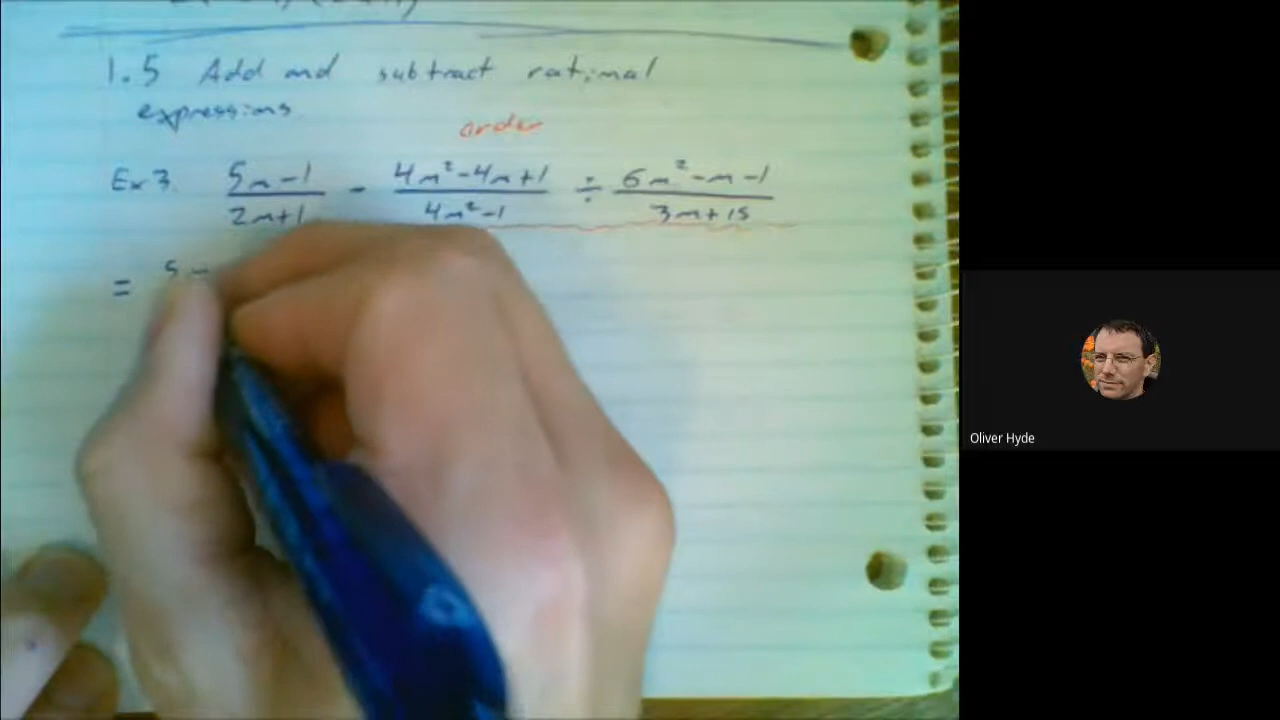 1.5 Add and subtract rational
expressions
order
Ex 3. 5m-1 / 2m+1 - 4m²-4m+1 / 4m²-1 ÷ 6m²-m-1 / 3m+15
= 5m
Oliver Hyde